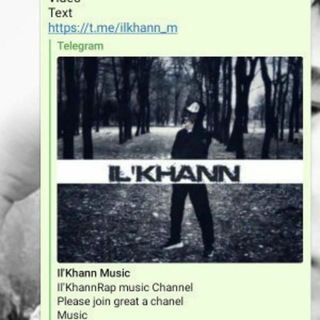 Video
Text
https://t.me/ilkhann_m
Telegram
IL'KHANN
Il'Khann Music
Il'KhannRap music Channel
Please join great a chanel
Music